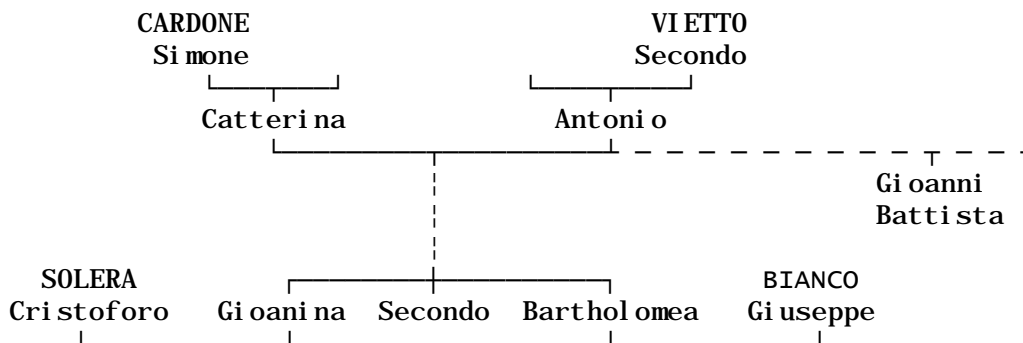 CARDONE VIETTO
Simone Secondo
Catterina Antonio
Gioanni
Battista
SOLERA BIANCO
Cristoforo Gioanina Secondo Bartholomea Giuseppe